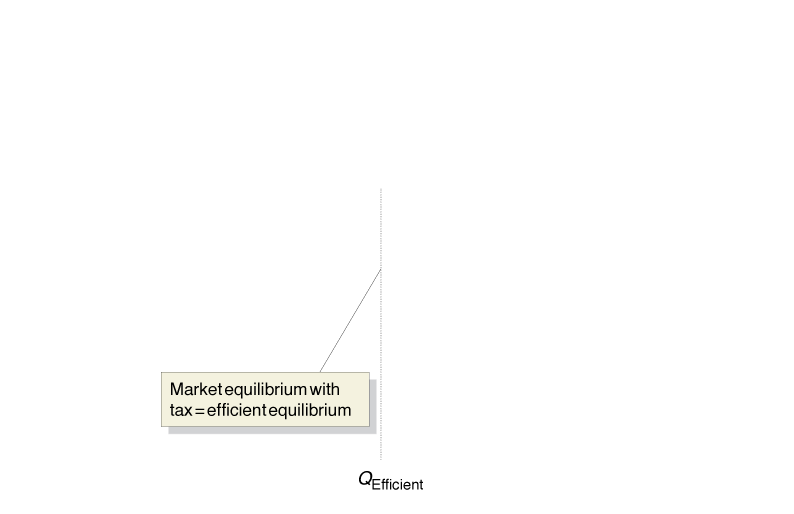 Market equilibrium with
tax = efficient equilibrium
QEfficient